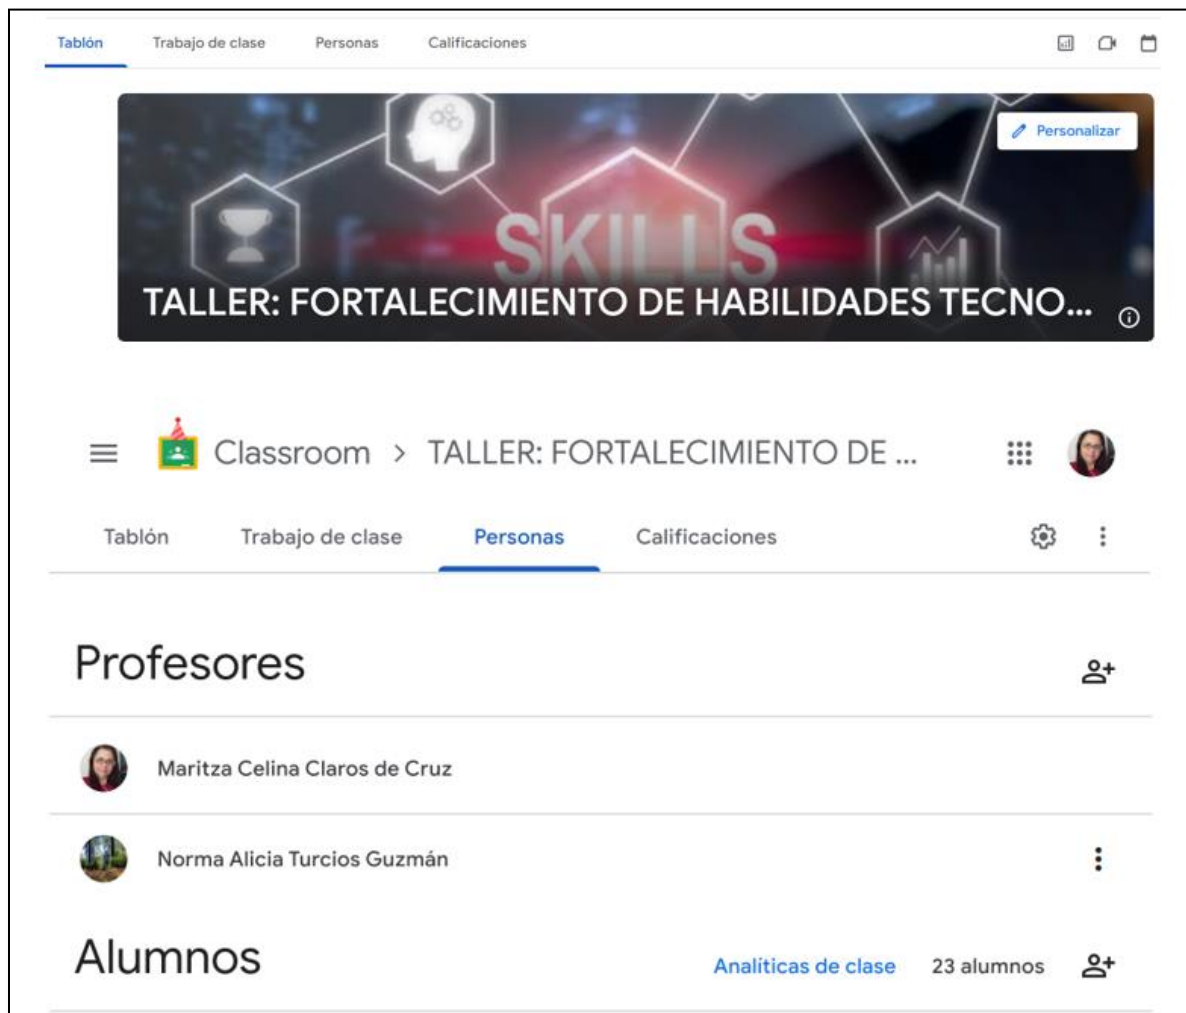 Tablón Trabajo de clase Personas Calificaciones
Personalizar
SKILLS
TALLER: FORTALECIMIENTO DE HABILIDADES TECNO...
Classroom > TALLER: FORTALECIMIENTO DE ...
Tablón Trabajo de clase Personas Calificaciones
Profesores
Maritza Celina Claros de Cruz
Norma Alicia Turcios Guzmán
Alumnos Analíticas de clase 23 alumnos